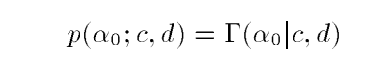 p(α₀; c, d) = Γ(α₀|c, d)